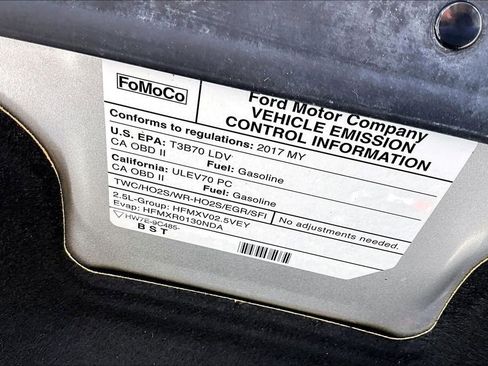 FoMoCo
Ford Motor Company
VEHICLE EMISSION
CONTROL INFORMATION
Conforms to regulations: 2017 MY
U.S. EPA: T3B70 LDV
CA OBD II Fuel: Gasoline
California: ULEV70 PC
CA OBD II Fuel: Gasoline
TWC/HO2S/WR-HO2S/EGR/SFI
No adjustments needed.
2.5L-Group: HFMXV02.5VEY
Evap: HFMXR0130NDA
HW7E-9C485-
BST